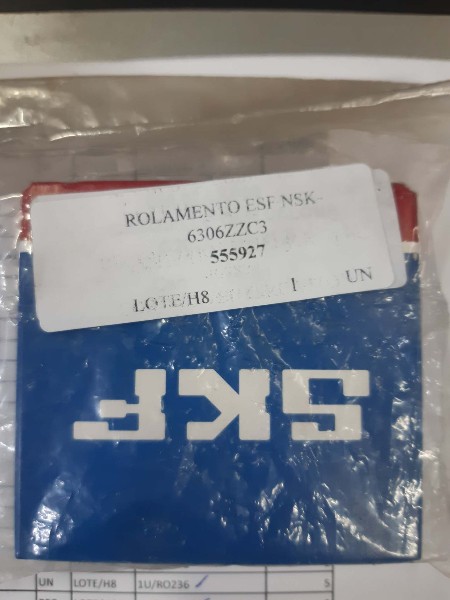 ROLAMENTO ESF NSK-
6306ZZC3
555927
LOTE/H8 1 UN
SKF
UN LOTE/H8 1U/RO236 5